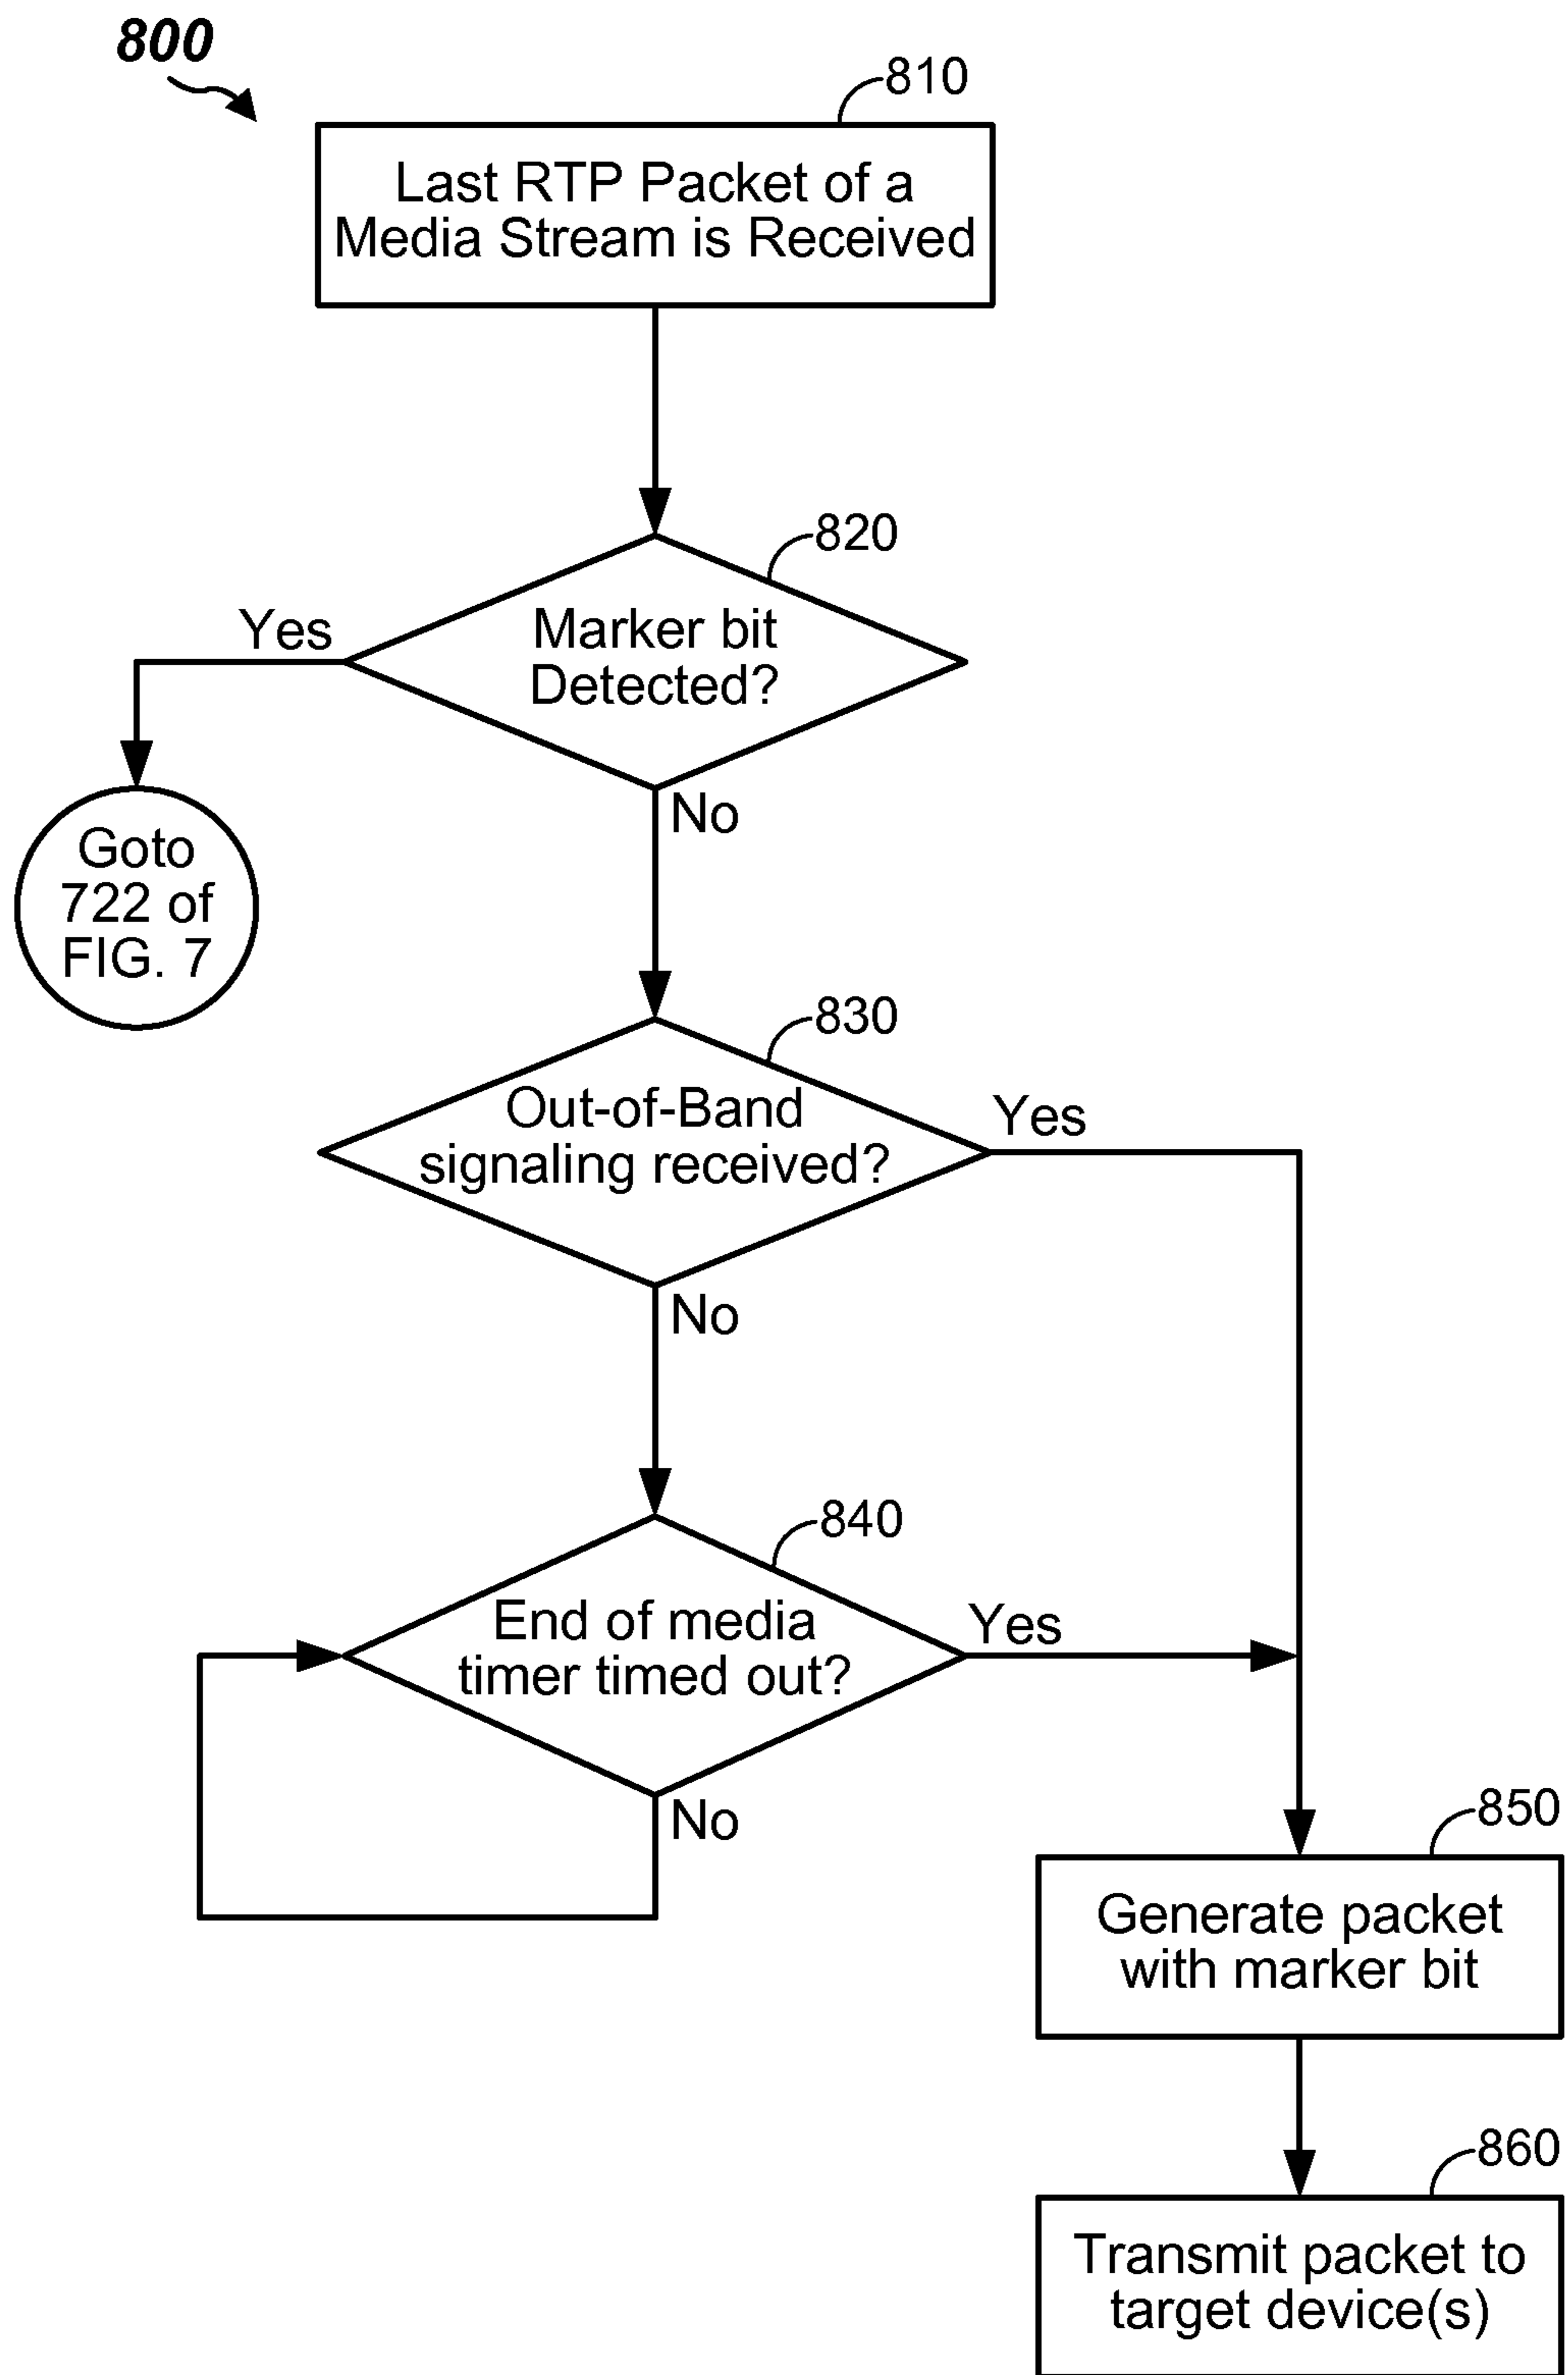 800
810
Last RTP Packet of a
Media Stream is Received
820
Marker bit
Detected?
Yes
No
Goto
722 of
FIG. 7
830
Out-of-Band
signaling received?
Yes
No
840
End of media
timer timed out?
Yes
No
850
Generate packet
with marker bit
860
Transmit packet to
target device(s)